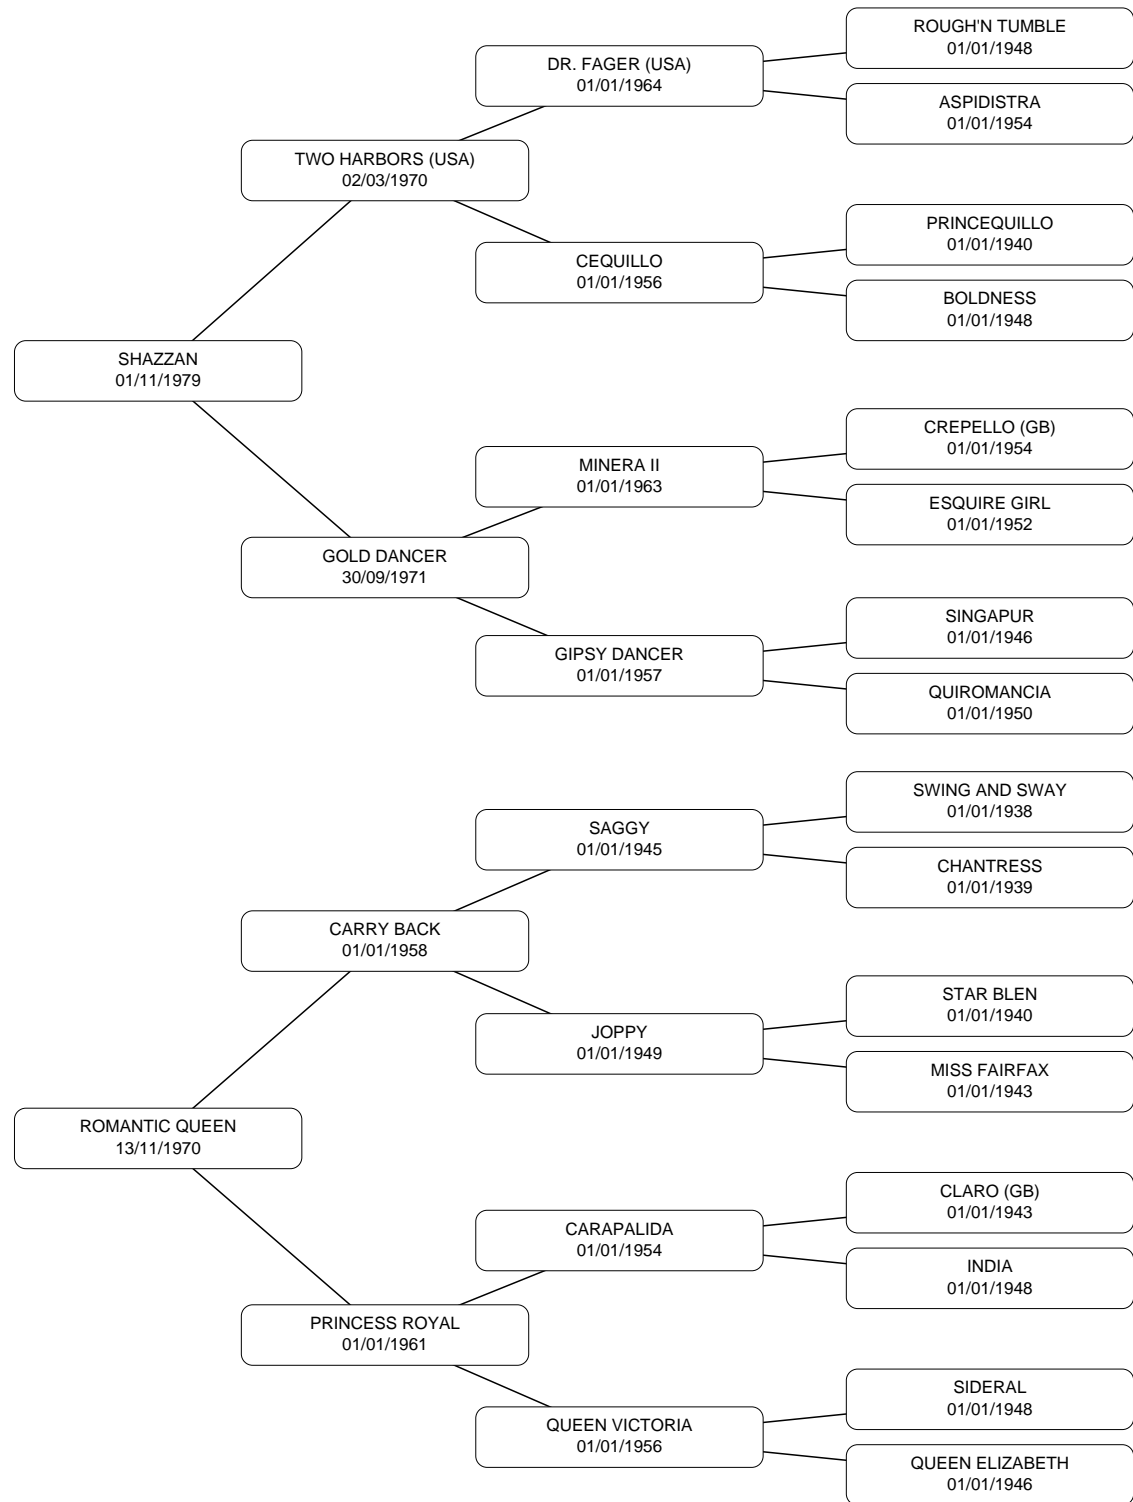 ROUGH'N TUMBLE
01/01/1948
DR. FAGER (USA)
01/01/1964
ASPIDISTRA
01/01/1954
TWO HARBORS (USA)
02/03/1970
PRINCEQUILLO
01/01/1940
CEQUILLO
01/01/1956
BOLDNESS
01/01/1948
SHAZZAN
01/11/1979
CREPELLO (GB)
01/01/1954
MINERA II
01/01/1963
ESQUIRE GIRL
01/01/1952
GOLD DANCER
30/09/1971
SINGAPUR
01/01/1946
GIPSY DANCER
01/01/1957
QUIROMANCIA
01/01/1950
SWING AND SWAY
01/01/1938
SAGGY
01/01/1945
CHANTRESS
01/01/1939
CARRY BACK
01/01/1958
STAR BLEN
01/01/1940
JOPPY
01/01/1949
MISS FAIRFAX
01/01/1943
ROMANTIC QUEEN
13/11/1970
CLARO (GB)
01/01/1943
CARAPALIDA
01/01/1954
INDIA
01/01/1948
PRINCESS ROYAL
01/01/1961
SIDERAL
01/01/1948
QUEEN VICTORIA
01/01/1956
QUEEN ELIZABETH
01/01/1946